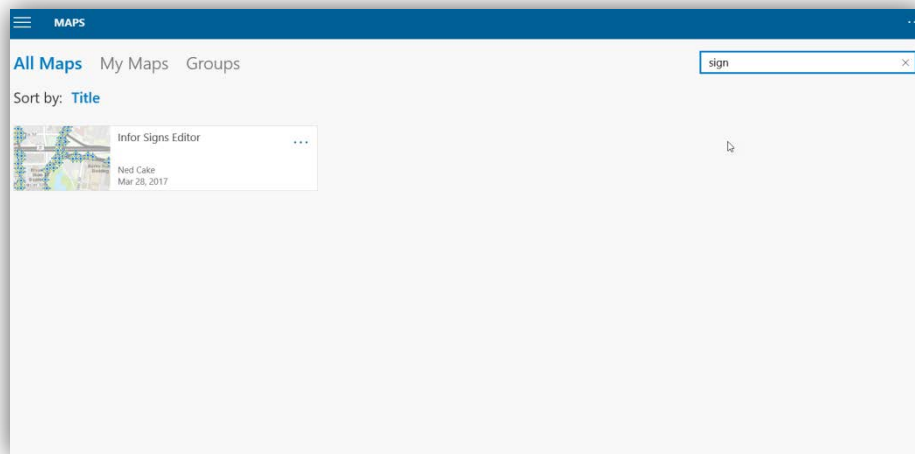 MAPS
All Maps My Maps Groups
sign
Sort by: Title
Infor Signs Editor
Ned Cake
Mar 28, 2017